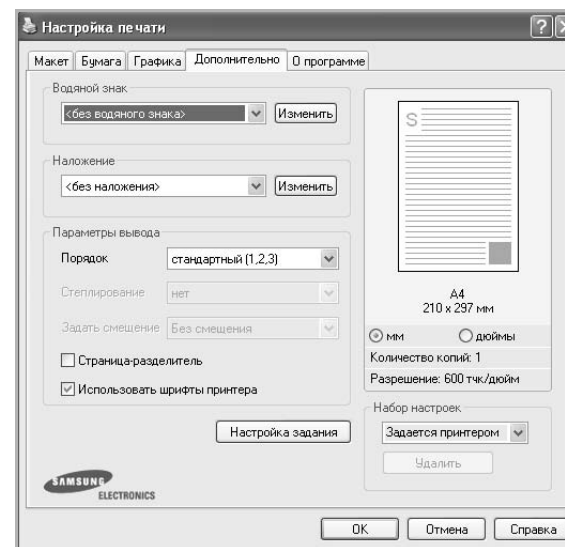 Настройка печати
Макет Бумага Графика Дополнительно О программе
Водяной знак
<без водяного знака> Изменить
Наложение
<без наложения> Изменить
Параметры вывода
Порядок стандартный (1,2,3)
Степлирование нет
Задать смещение Без смещения
Страница-разделитель
Использовать шрифты принтера
Настройка задания
SAMSUNG
ELECTRONICS
S
A4
210 x 297 мм
мм дюймы
Количество копий: 1
Разрешение: 600 тчк/дюйм
Набор настроек
Задается принтером
Удалить
OK Отмена Справка